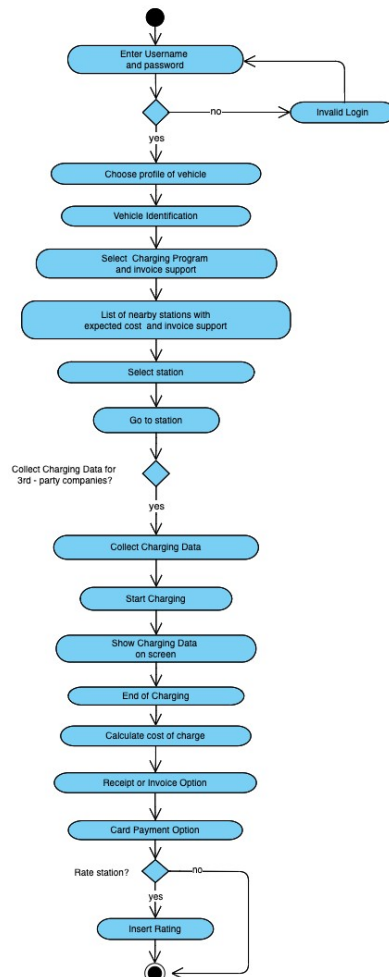 Enter Username
and password
no
Invalid Login
yes
Choose profile of vehicle
Vehicle Identification
Select Charging Program
and invoice support
List of nearby stations with
expected cost and invoice support
Select station
Go to station
Collect Charging Data for
3rd - party companies?
yes
Collect Charging Data
Start Charging
Show Charging Data
on screen
End of Charging
Calculate cost of charge
Receipt or Invoice Option
Card Payment Option
Rate station?
no
yes
Insert Rating